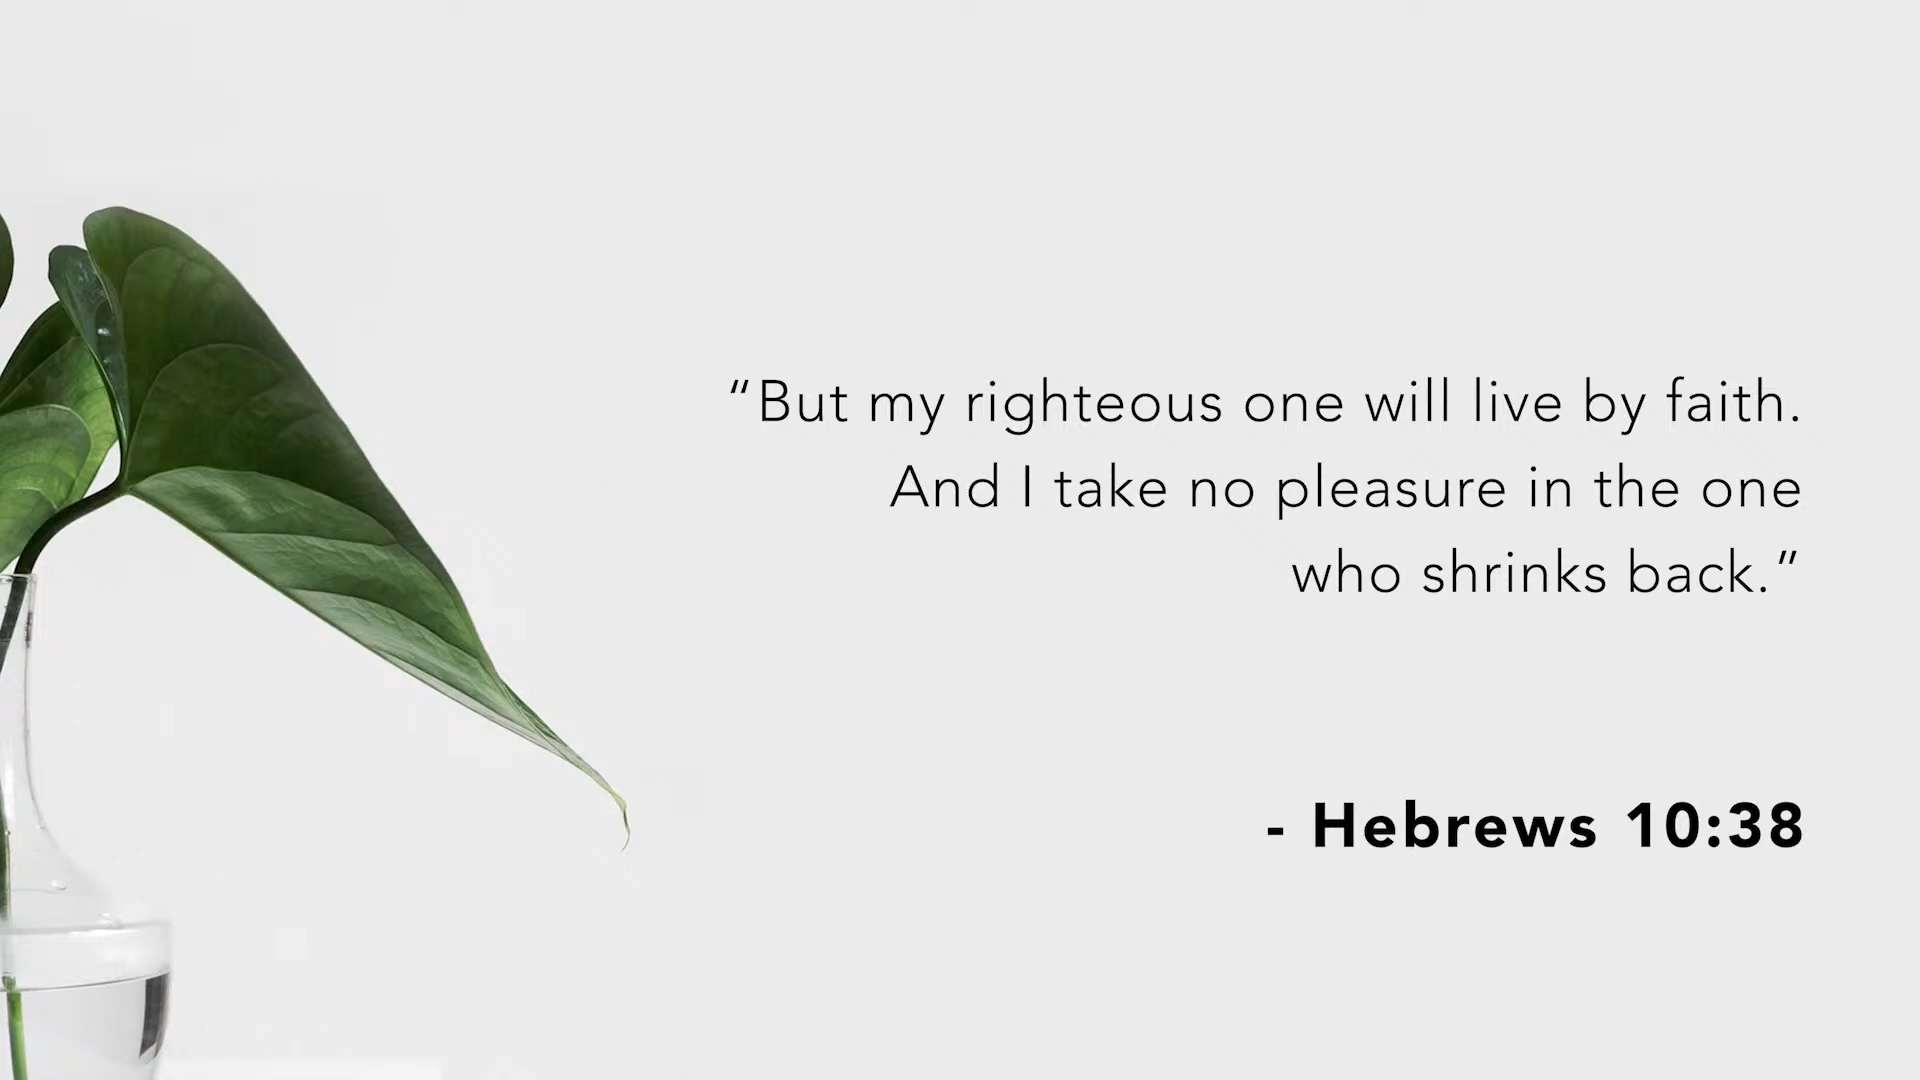 “But my righteous one will live by faith.
And I take no pleasure in the one
who shrinks back.”
- Hebrews 10:38